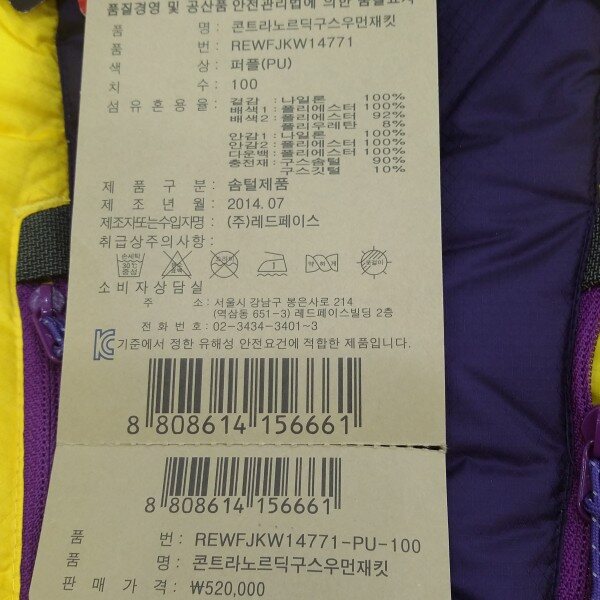 품질경영 및 공산품 안전관리법에 의한 품질표시
품 명 : 콘트라노르딕구스우먼재킷
품 번 : REWFJKW14771
색 상 : 퍼플(PU)
치 수 : 100
섬유혼용율 : 겉감 : 나일론 100%
배색1 : 폴리에스터 100%
배색2 : 폴리에스터 92%
폴리우레탄 8%
안감1 : 나일론 100%
안감2 : 폴리에스터 100%
다운백 : 폴리에스터 100%
충전재 : 구스솜털 90%
구스깃털 10%
제 품 구 분 : 솜털제품
제 조 년 월 : 2014.07
제조자또는수입자명 : (주)레드페이스
취급상주의사항 :
소비자상담실
주 소 : 서울시 강남구 봉은사로 214
(역삼동 651-3) 레드페이스빌딩 2층
전 화 번 호 : 02-3434-3401~3
기준에서 정한 유해성 안전요건에 적합한 제품입니다.
8 808614 156661
8 808614 156661
품 번 : REWFJKW14771-PU-100
품 명 : 콘트라노르딕구스우먼재킷
판 매 가 격 : ₩520,000